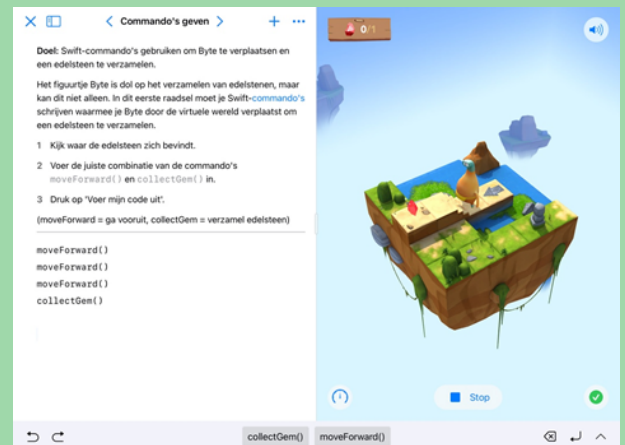 Commando's geven
0/1
Doel: Swift-commando's gebruiken om Byte te verplaatsen en
een edelsteen te verzamelen.
Het figuurtje Byte is dol op het verzamelen van edelstenen, maar
kan dit niet alleen. In dit eerste raadsel moet je Swift-commando's
schrijven waarmee je Byte door de virtuele wereld verplaatst om
een edelsteen te verzamelen.
1 Kijk waar de edelsteen zich bevindt.
2 Voer de juiste combinatie van de commando's
moveForward() en collectGem() in.
3 Druk op 'Voer mijn code uit'.
(moveForward = ga vooruit, collectGem = verzamel edelsteen)
moveForward()
moveForward()
moveForward()
collectGem()
Stop
collectGem() moveForward()